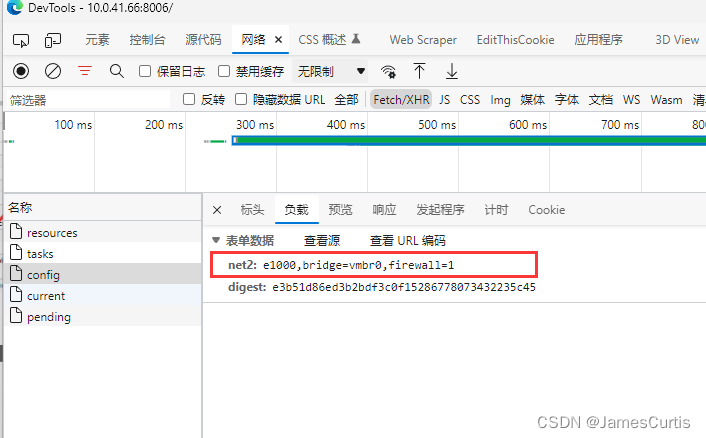 DevTools - 10.0.41.66:8006/
元素 控制台 源代码 网络 CSS 概述 Web Scraper EditThisCookie 应用程序 3D View
保留日志 禁用缓存 无限制
筛选器 反转 隐藏数据 URL 全部 Fetch/XHR JS CSS Img 媒体 字体 文档 WS Wasm 清
100 ms 200 ms 300 ms 400 ms 500 ms 600 ms 700 ms 80
名称 标头 负载 预览 响应 发起程序 计时 Cookie
resources 表单数据 查看源 查看 URL 编码
tasks net2: e1000,bridge=vmbr0,firewall=1
config digest: e3b51d86ed3b2bdf3c0f15286778073432235c45
current
pending
CSDN @JamesCurtis